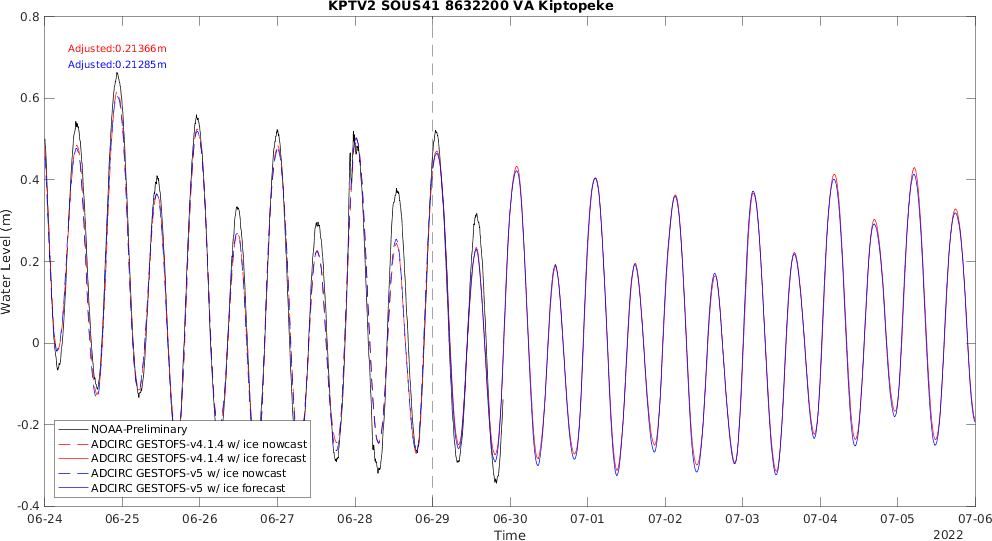 KPTV2 SOUS41 8632200 VA Kiptopeke
Adjusted:0.21366m
Adjusted:0.21285m
Water Level (m)
0.8
0.6
0.4
0.2
0
-0.2
-0.4
NOAA-Preliminary
ADCIRC GESTOFS-v4.1.4 w/ ice nowcast
ADCIRC GESTOFS-v4.1.4 w/ ice forecast
ADCIRC GESTOFS-v5 w/ ice nowcast
ADCIRC GESTOFS-v5 w/ ice forecast
06-24 06-25 06-26 06-27 06-28 06-29 06-30 07-01 07-02 07-03 07-04 07-05 07-06
Time
2022